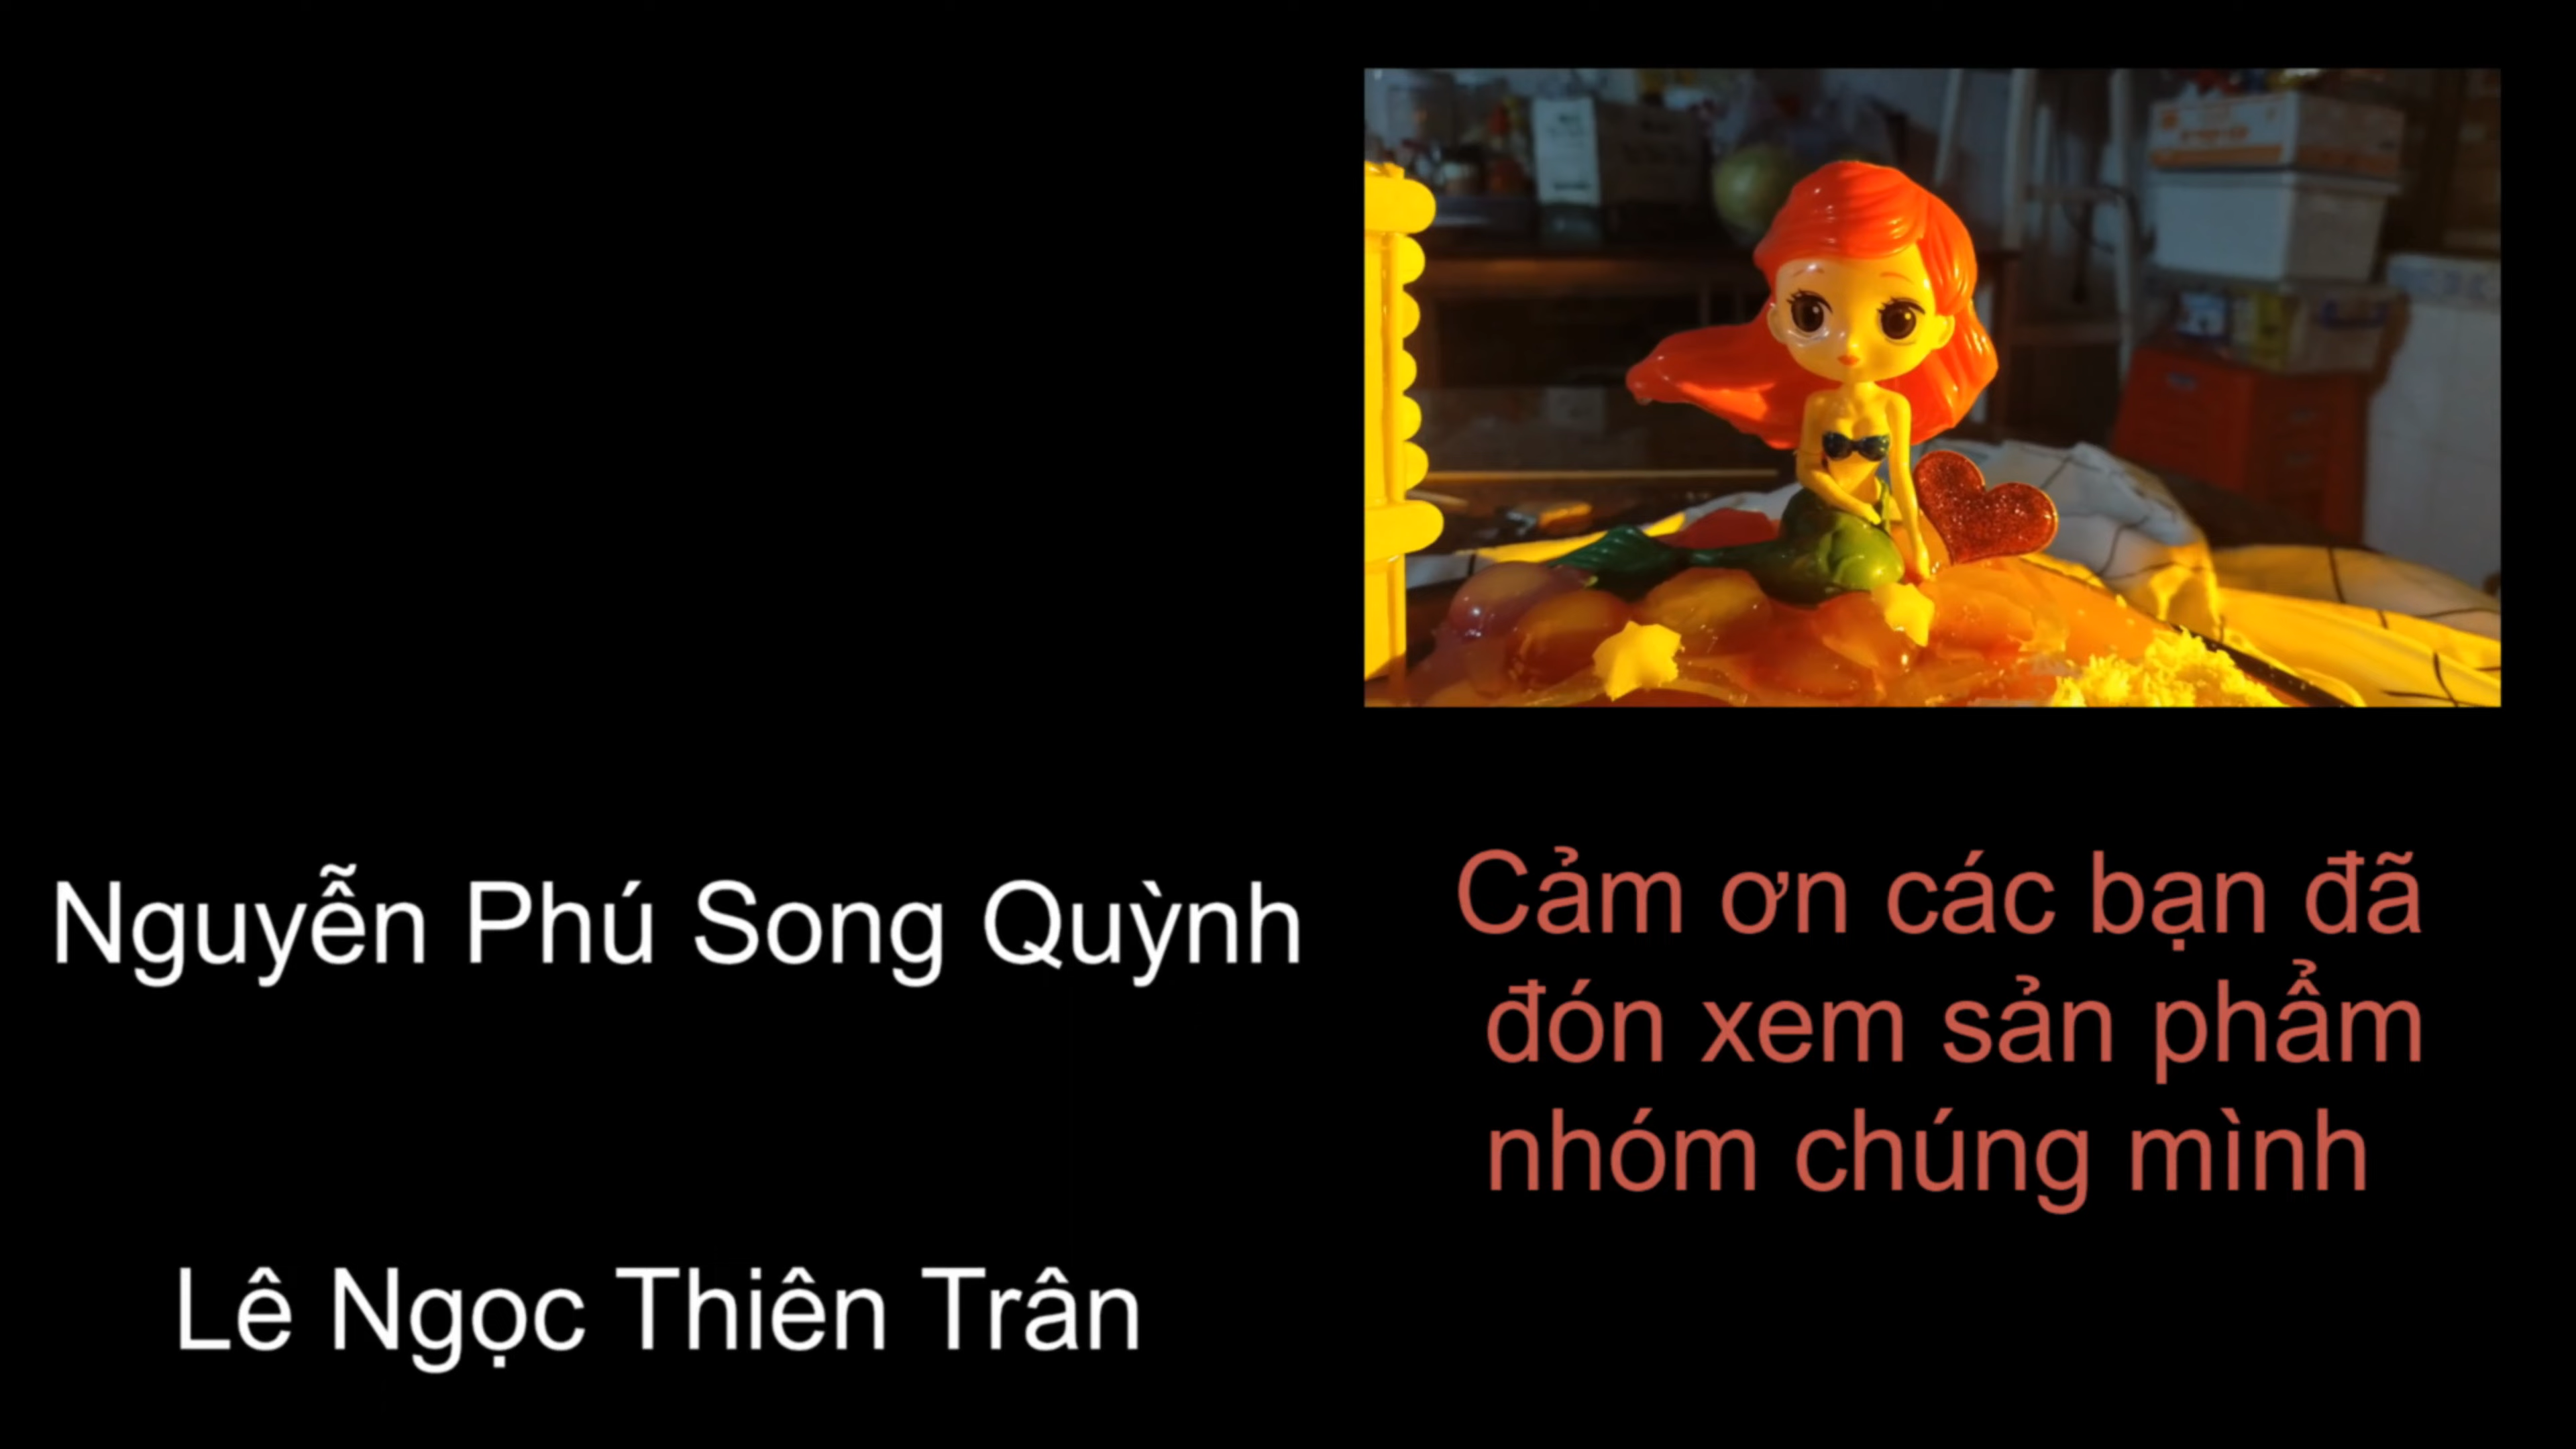 Nguyễn Phú Song Quỳnh
Lê Ngọc Thiên Trân
Cảm ơn các bạn đã
đón xem sản phẩm
nhóm chúng mình